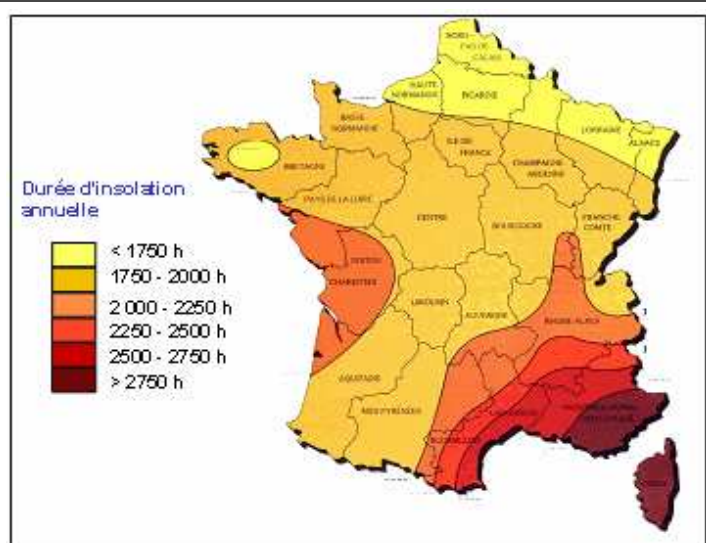 Durée d'insolation
annuelle
< 1750 h
1750 - 2000 h
2 000 - 2250 h
2250 - 2500 h
2500 - 2750 h
> 2750 h
NORD
PAS DE
CALAIS
HAUTE
NORMANDIE
PICARDIE
BASSE
NORMANDIE
ILE DE
FRANCE
LORRAINE
ALSACE
CHAMPAGNE
ARDENNE
BRETAGNE
PAYS DE LA LOIRE
CENTRE
BOURGOGNE
FRANCHE
COMTE
POITOU
CHARENTES
LIMOUSIN
AUVERGNE
RHONE-ALPES
AQUITAINE
MIDI-PYRENEES